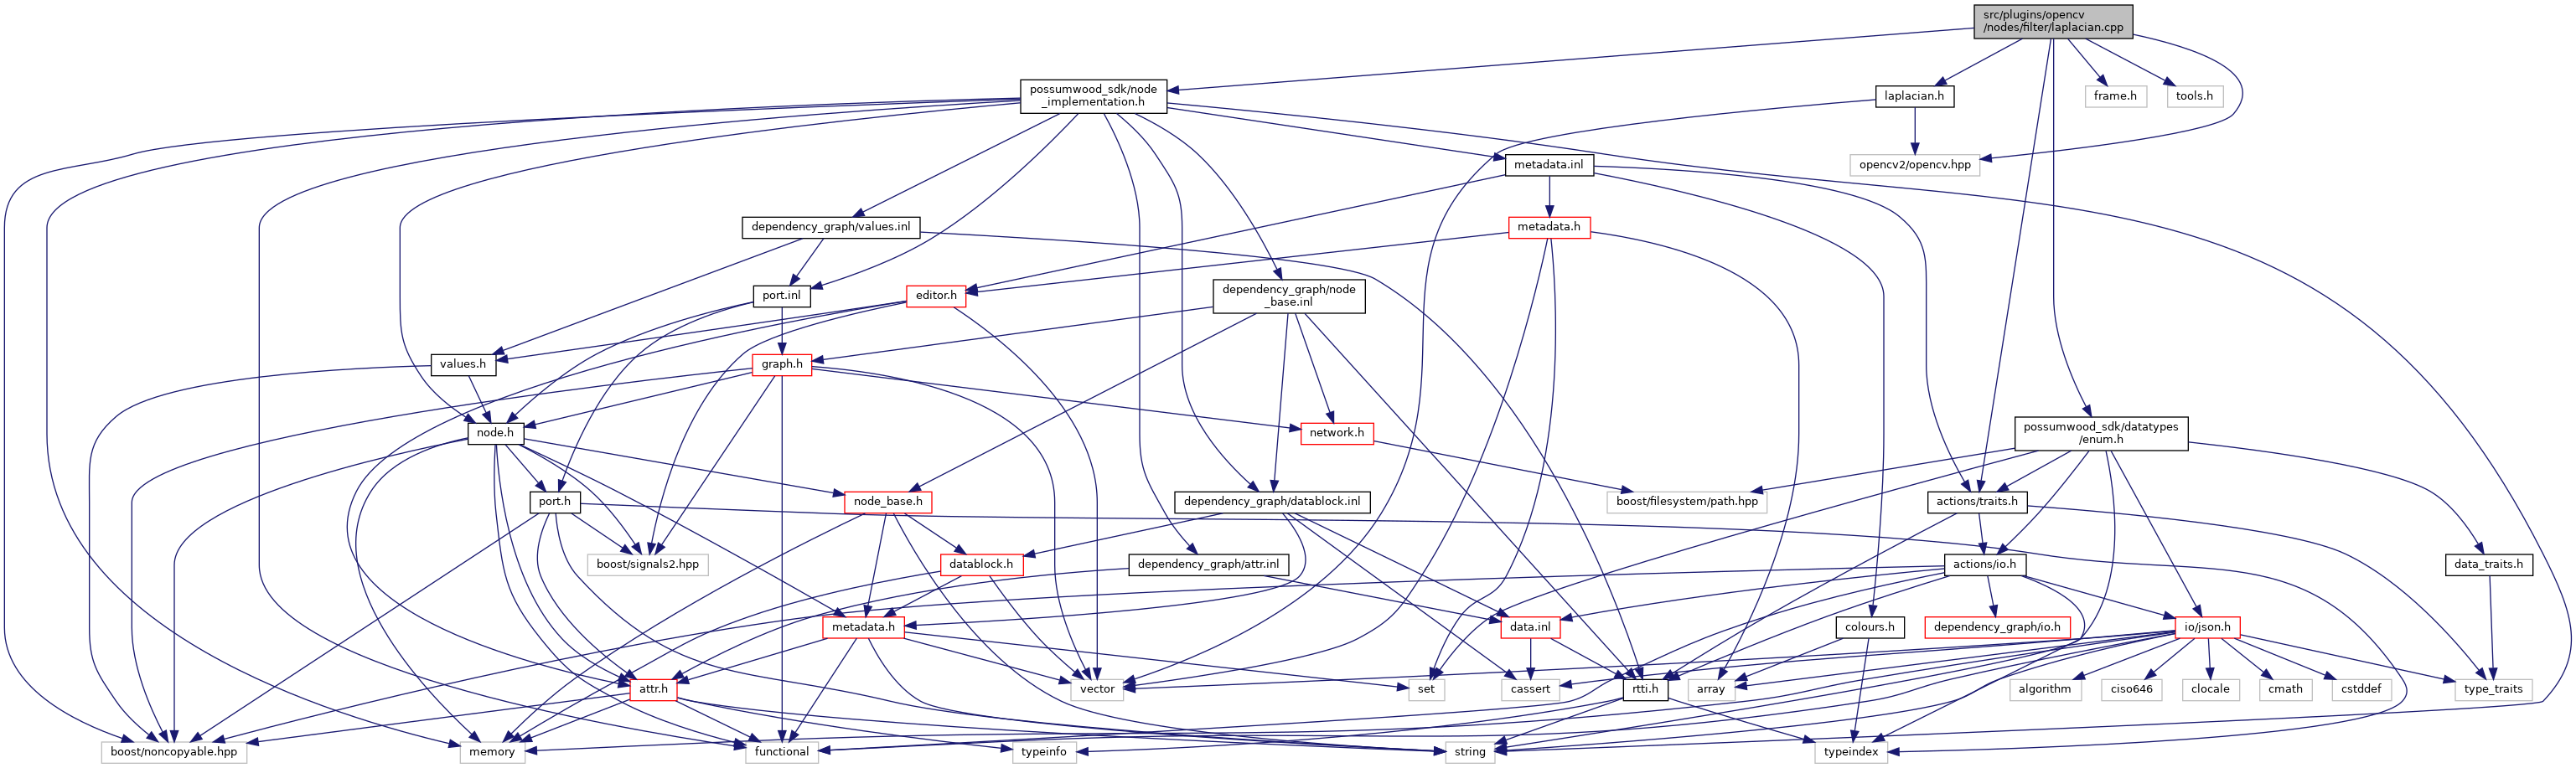 src/plugins/opencv
/nodes/filter/laplacian.cpp
possumwood_sdk/node
_implementation.h
laplacian.h
frame.h
tools.h
metadata.inl
opencv2/opencv.hpp
dependency_graph/values.inl
metadata.h
port.inl
editor.h
dependency_graph/node
_base.inl
values.h
graph.h
node.h
network.h
possumwood_sdk/datatypes
/enum.h
port.h
node_base.h
dependency_graph/datablock.inl
boost/filesystem/path.hpp
actions/traits.h
boost/signals2.hpp
datablock.h
dependency_graph/attr.inl
actions/io.h
data_traits.h
metadata.h
data.inl
colours.h
dependency_graph/io.h
io/json.h
attr.h
vector
set
cassert
rtti.h
array
algorithm
ciso646
clocale
cmath
cstddef
type_traits
boost/noncopyable.hpp
memory
functional
typeinfo
string
typeindex